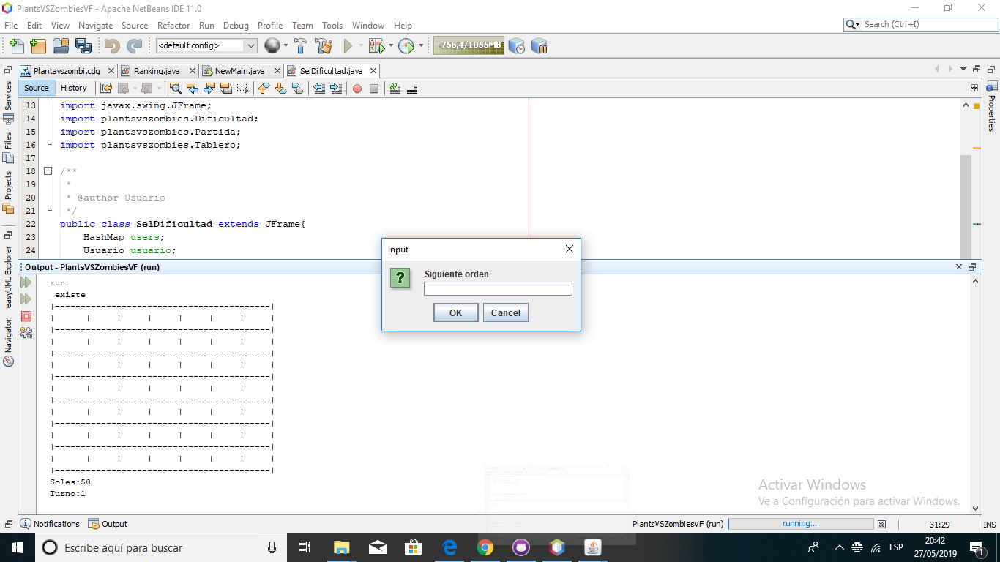 PlantsVSZombiesVF - Apache NetBeans IDE 11.0
File Edit View Navigate Source Refactor Run Debug Profile Team Tools Window Help
Search (Ctrl +I)
<default config>
756,4/1055MB
Plantavszombi.cdg
Ranking.java
NewMain.java
SelDificultad.java
Source
History
13 import javax.swing.JFrame;
14 import plantsvszombies.Dificultad;
15 import plantsvszombies.Partida;
16 import plantsvszombies.Tablero;
17
18 /**
19 *
20 * @author Usuario
21 */
22 public class SelDificultad extends JFrame{
23 HashMap users;
24 Usuario usuario;
Services
Files
Projects
easyUML Explorer
Navigator
Properties
Input
Siguiente orden
OK
Cancel
Output - PlantsVSZombiesVF (run)
run:
existe
|------------------------------------------|
| | | | | | | |
|------------------------------------------|
| | | | | | | |
|------------------------------------------|
| | | | | | | |
|------------------------------------------|
| | | | | | | |
|------------------------------------------|
| | | | | | | |
|------------------------------------------|
| | | | | | | |
|------------------------------------------|
| | | | | | | |
|------------------------------------------|
Soles:50
Turno:1
Activar Windows
Ve a Configuración para activar Windows.
Notifications
Output
PlantsVSZombiesVF (run)
running...
31:29
INS
Escribe aquí para buscar
ESP
20:42
27/05/2019
1